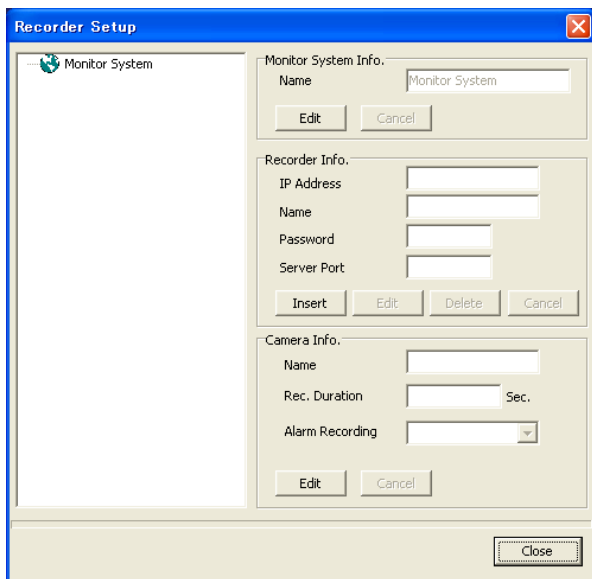 Recorder Setup
Monitor System
Monitor System Info.
Name
Monitor System
Edit
Cancel
Recorder Info.
IP Address
Name
Password
Server Port
Insert
Edit
Delete
Cancel
Camera Info.
Name
Rec. Duration
Sec.
Alarm Recording
Edit
Cancel
Close